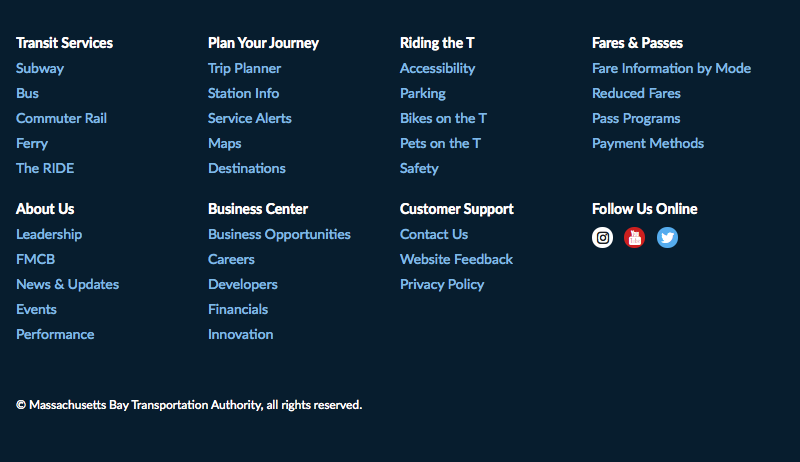 Transit Services
Subway
Bus
Commuter Rail
Ferry
The RIDE
Plan Your Journey
Trip Planner
Station Info
Service Alerts
Maps
Destinations
Riding the T
Accessibility
Parking
Bikes on the T
Pets on the T
Safety
Fares & Passes
Fare Information by Mode
Reduced Fares
Pass Programs
Payment Methods
About Us
Leadership
FMCB
News & Updates
Events
Performance
Business Center
Business Opportunities
Careers
Developers
Financials
Innovation
Customer Support
Contact Us
Website Feedback
Privacy Policy
Follow Us Online
© Massachusetts Bay Transportation Authority, all rights reserved.